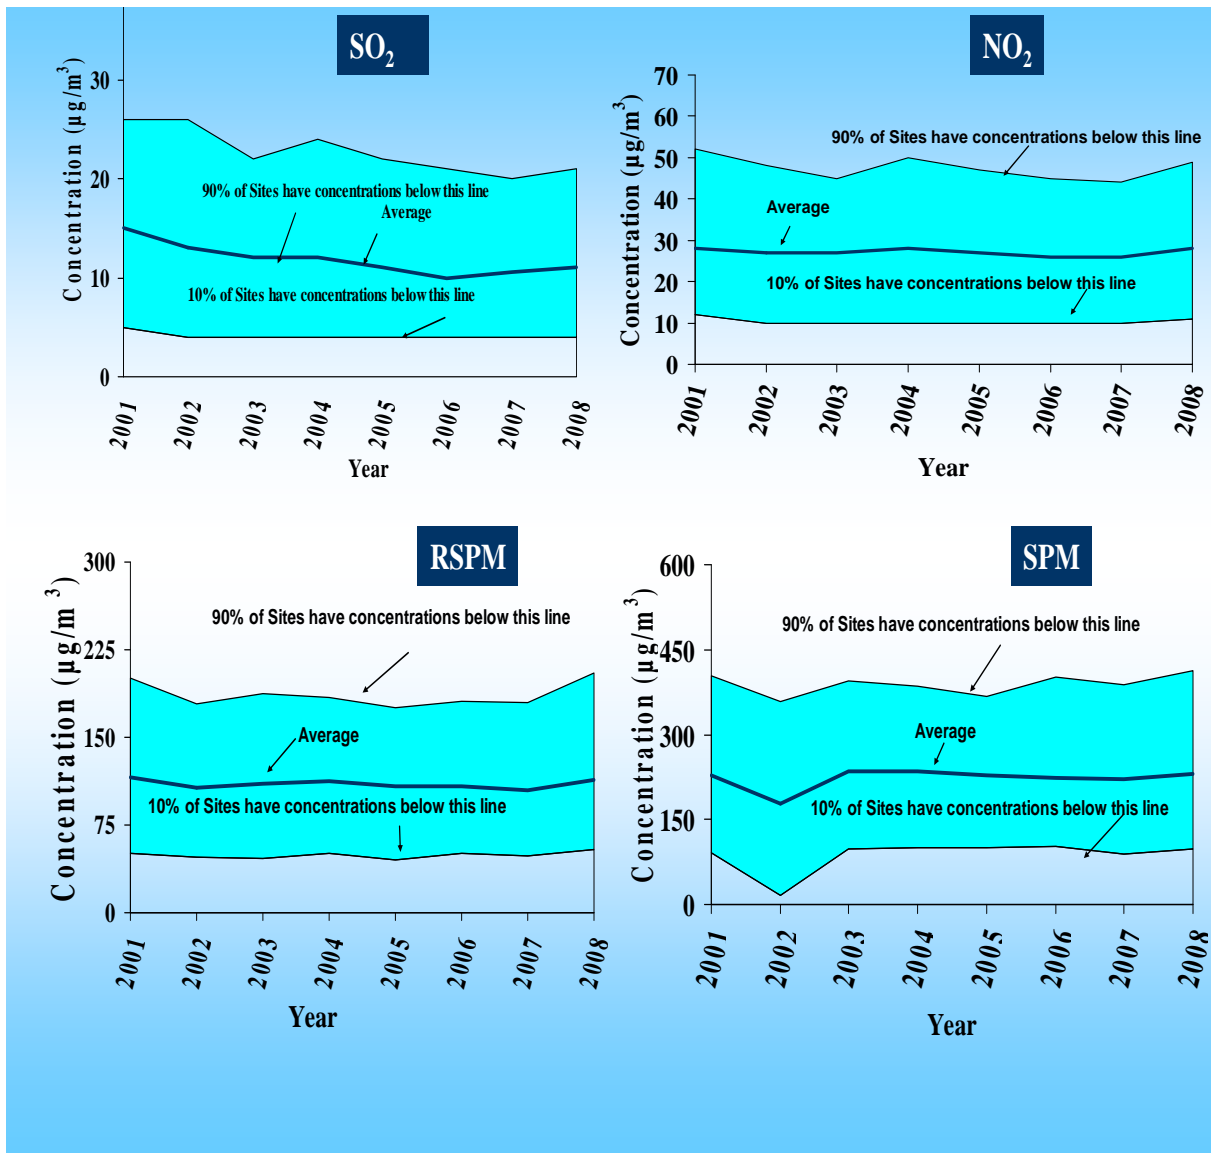 SO2
Concentration (µg/m3)
30
20
10
0
90% of Sites have concentrations below this line
Average
10% of Sites have concentrations below this line
2001
2002
2003
2004
2005
2006
2007
2008
Year
NO2
Concentration (µg/m3)
70
60
50
40
30
20
10
0
90% of Sites have concentrations below this line
Average
10% of Sites have concentrations below this line
2001
2002
2003
2004
2005
2006
2007
2008
Year
RSPM
Concentration (µg/m3)
300
225
150
75
0
90% of Sites have concentrations below this line
Average
10% of Sites have concentrations below this line
2001
2002
2003
2004
2005
2006
2007
2008
Year
SPM
Concentration (µg/m3)
600
450
300
150
0
90% of Sites have concentrations below this line
Average
10% of Sites have concentrations below this line
2001
2002
2003
2004
2005
2006
2007
2008
Year